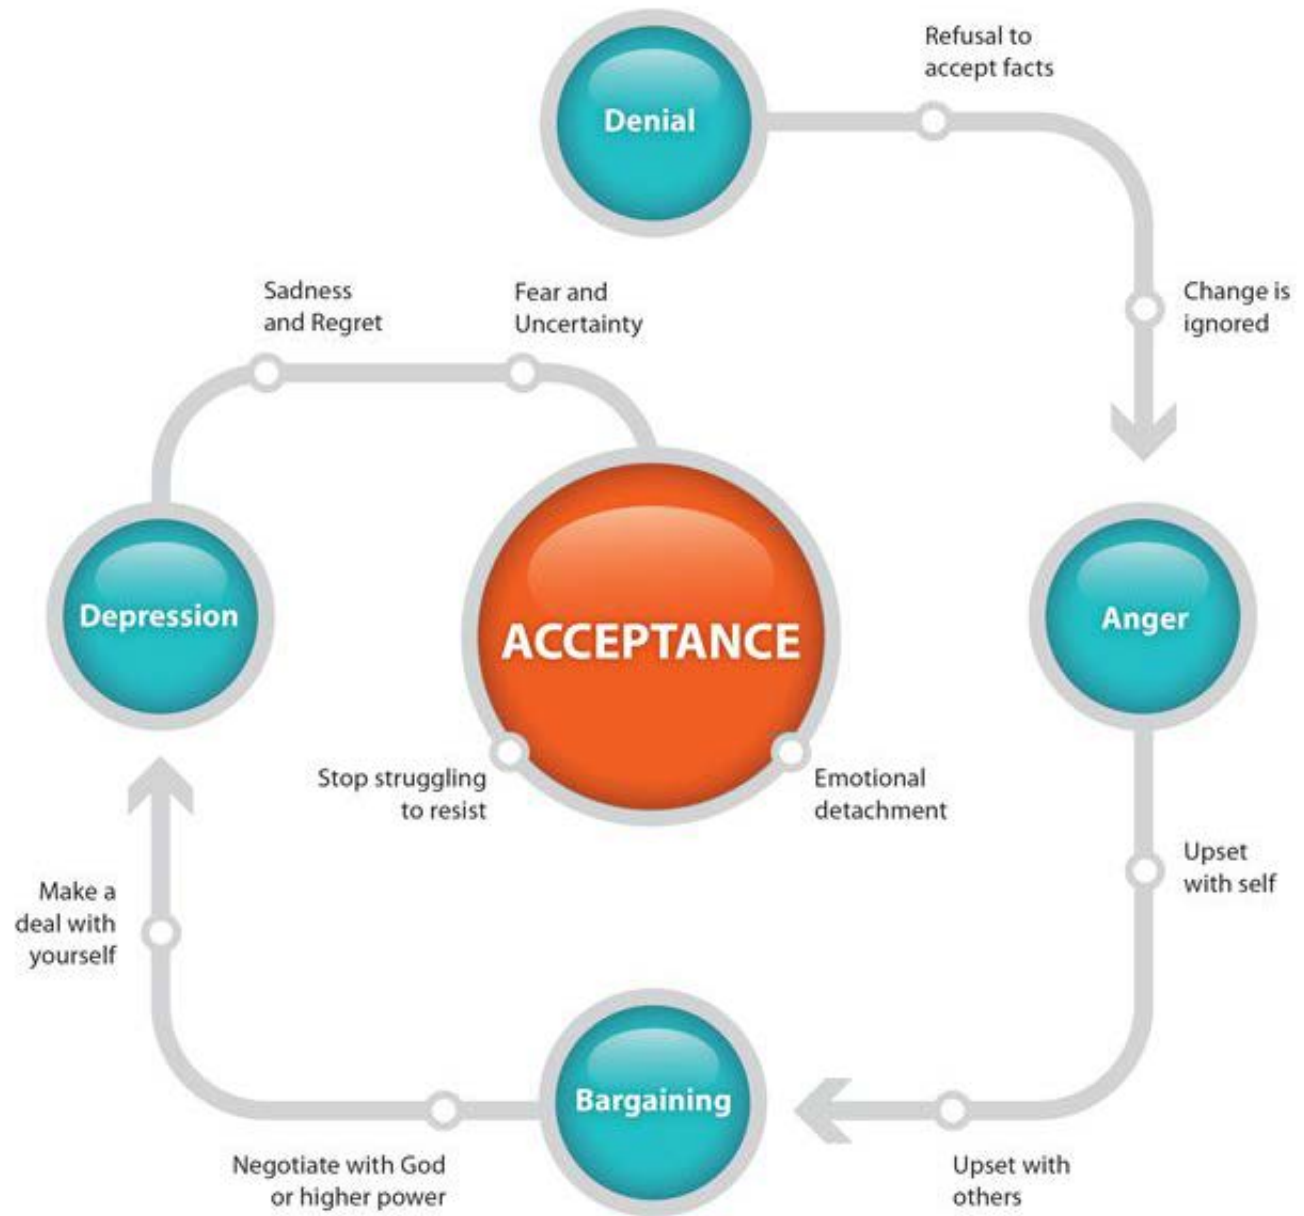 Denial
Refusal to
accept facts
Change is
ignored
Anger
Upset
with self
Upset with
others
Bargaining
Negotiate with God
or higher power
Make a
deal with
yourself
Depression
Sadness
and Regret
Fear and
Uncertainty
ACCEPTANCE
Stop struggling
to resist
Emotional
detachment